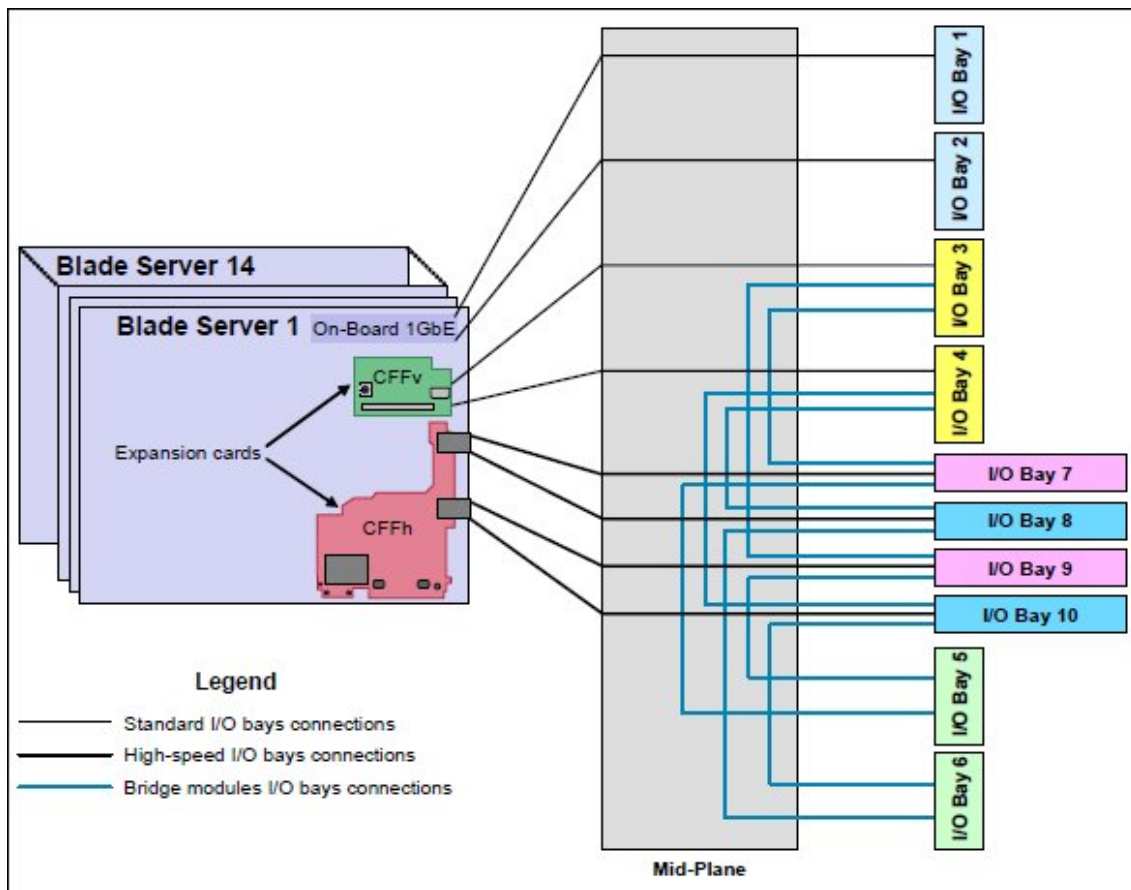 I/O Bay 1
I/O Bay 2
Blade Server 14
I/O Bay 3
Blade Server 1
On-Board 1GbE
CFFv
I/O Bay 4
Expansion cards
I/O Bay 7
CFFh
I/O Bay 8
I/O Bay 9
I/O Bay 10
I/O Bay 5
I/O Bay 6
Legend
Standard I/O bays connections
High-speed I/O bays connections
Bridge modules I/O bays connections
Mid-Plane